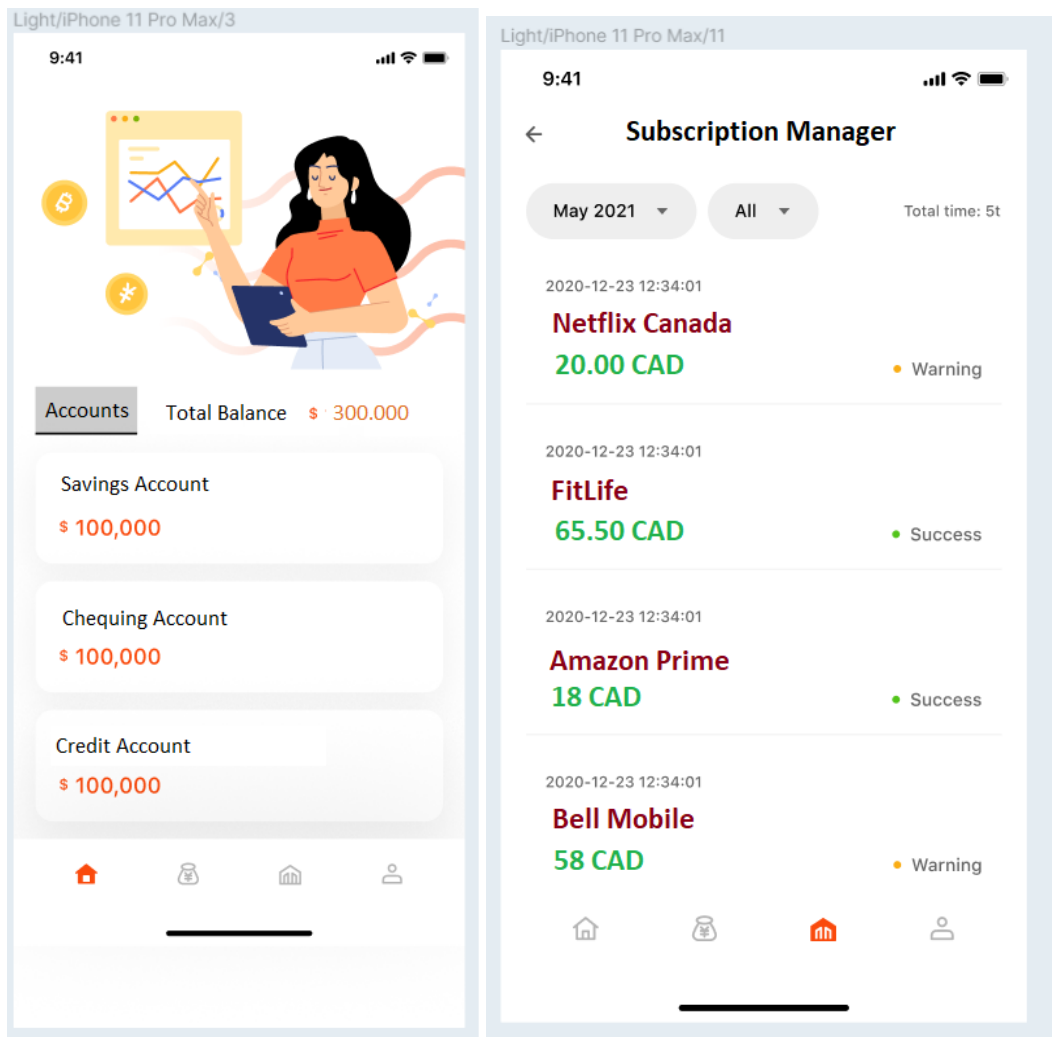 Light/iPhone 11 Pro Max/3
9:41
Accounts Total Balance $ 300.000
Savings Account
$ 100,000
Chequing Account
$ 100,000
Credit Account
$ 100,000
Light/iPhone 11 Pro Max/11
9:41
Subscription Manager
May 2021 All Total time: 5t
2020-12-23 12:34:01
Netflix Canada
20.00 CAD Warning
2020-12-23 12:34:01
FitLife
65.50 CAD Success
2020-12-23 12:34:01
Amazon Prime
18 CAD Success
2020-12-23 12:34:01
Bell Mobile
58 CAD Warning